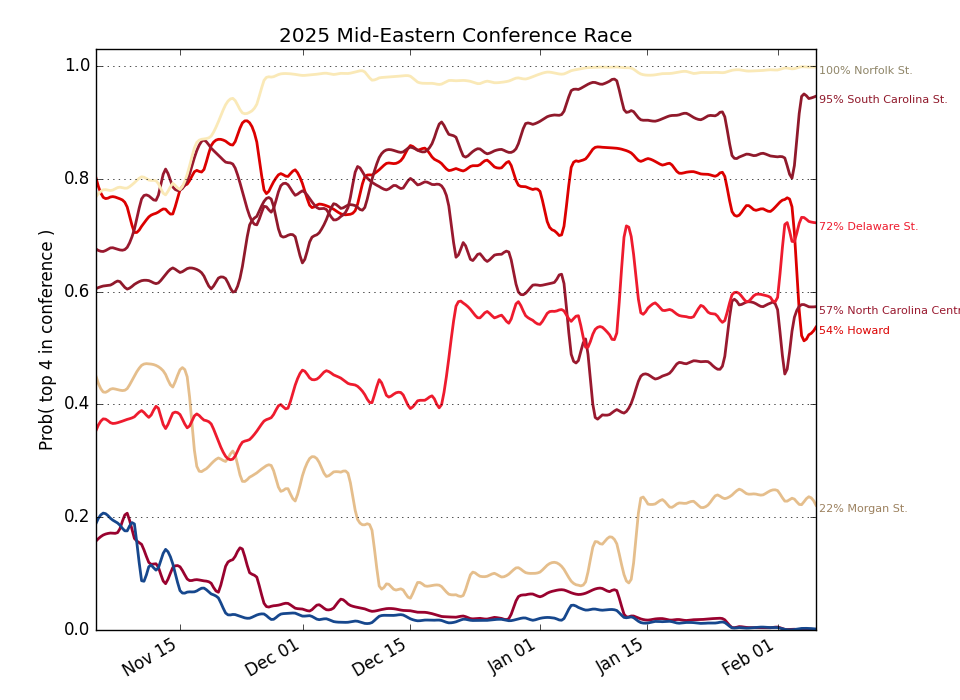 2025 Mid-Eastern Conference Race
Prob( top 4 in conference )
1.0
0.8
0.6
0.4
0.2
0.0
Nov 15
Dec 01
Dec 15
Jan 01
Jan 15
Feb 01
100% Norfolk St.
95% South Carolina St.
72% Delaware St.
57% North Carolina Centr
54% Howard
22% Morgan St.